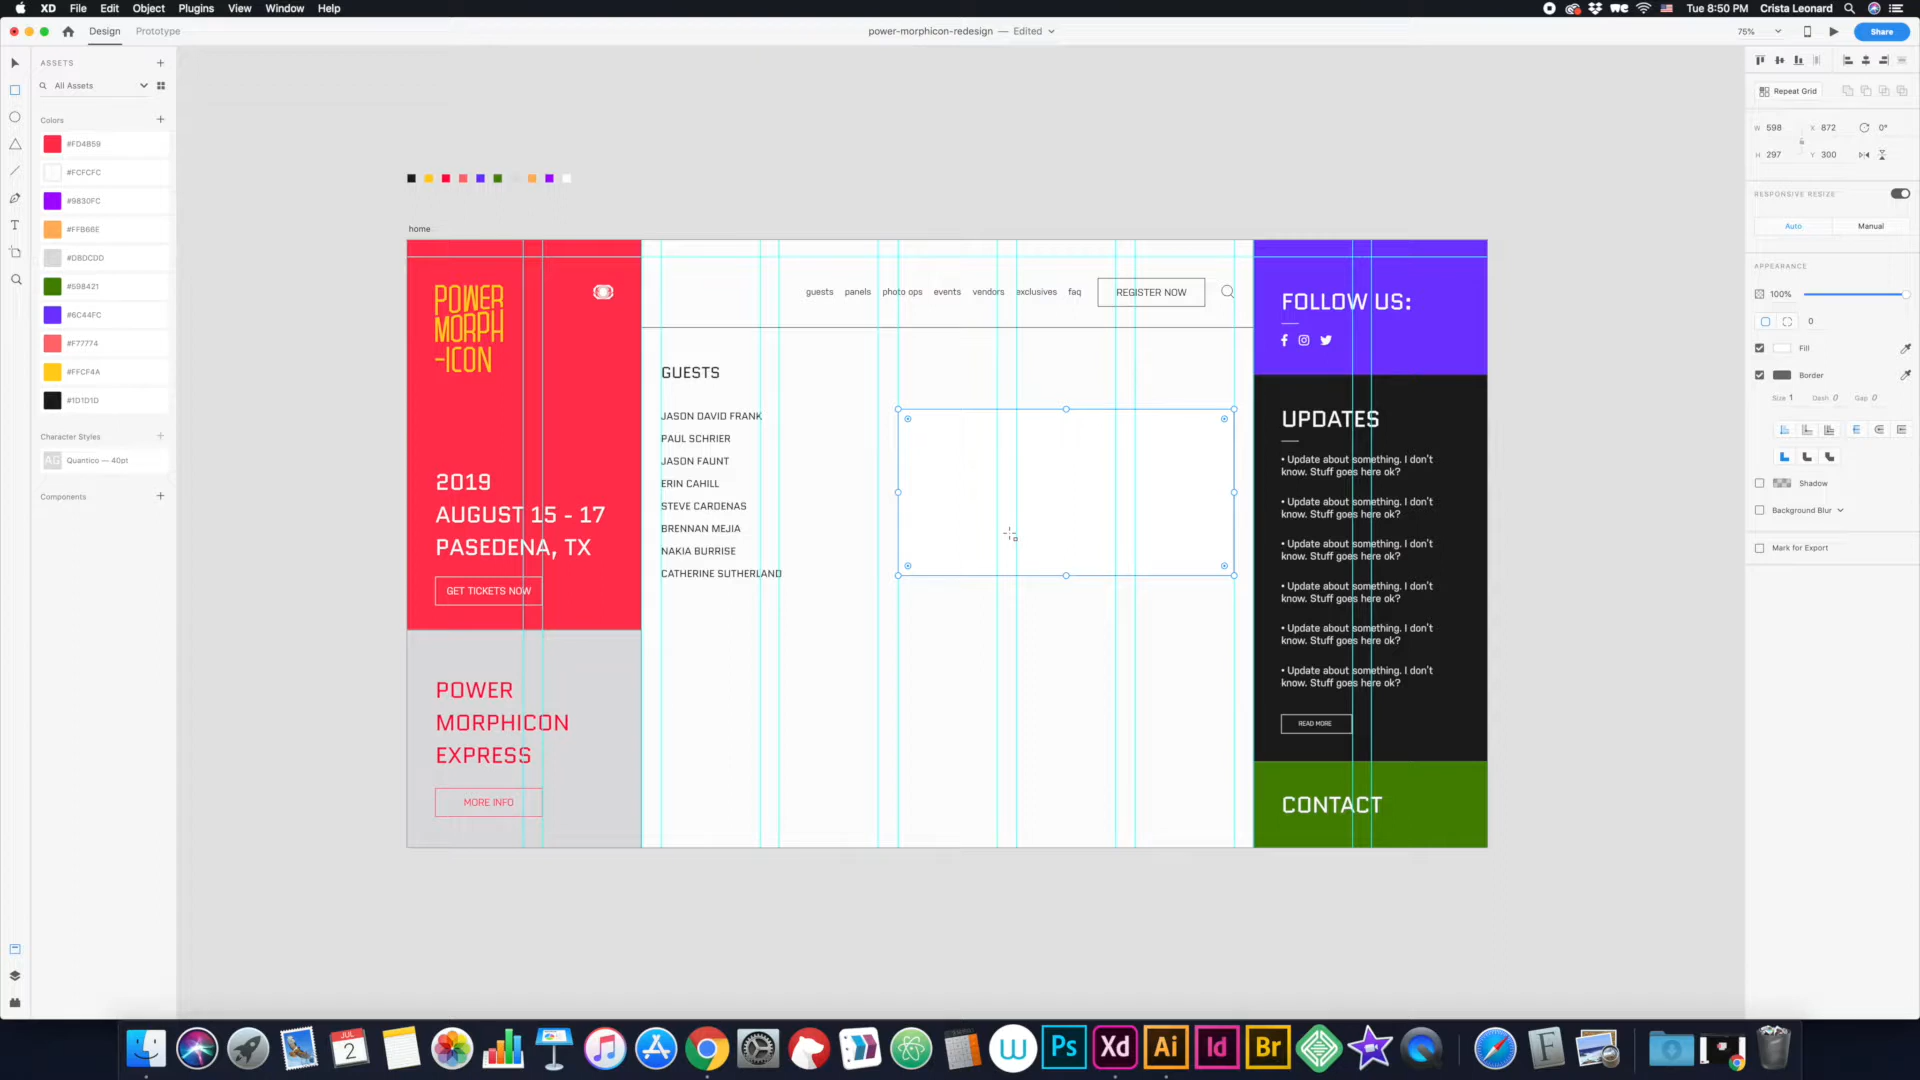 XD File Edit Object Plugins View Window Help
Tue 8:50 PM Crista Leonard
Design Prototype
power-morphicon-redesign — Edited
75%
Share
ASSETS
All Assets
Colors
#FD4859
#FCFCFC
#9830FC
#FFB66E
#DBDCDD
#598421
#6C44FC
#F77774
#FFCF4A
#1D1D1D
Character Styles
AG Quantico — 40pt
Components
home
POWER
MORPH
-ICON
2019
AUGUST 15 - 17
PASEDENA, TX
GET TICKETS NOW
POWER
MORPHICON
EXPRESS
MORE INFO
guests panels photo ops events vendors exclusives faq REGISTER NOW
GUESTS
JASON DAVID FRANK
PAUL SCHRIER
JASON FAUNT
ERIN CAHILL
STEVE CARDENAS
BRENNAN MEJIA
NAKIA BURRISE
CATHERINE SUTHERLAND
FOLLOW US:
UPDATES
• Update about something. I don't
know. Stuff goes here ok?
• Update about something. I don't
know. Stuff goes here ok?
• Update about something. I don't
know. Stuff goes here ok?
• Update about something. I don't
know. Stuff goes here ok?
• Update about something. I don't
know. Stuff goes here ok?
• Update about something. I don't
know. Stuff goes here ok?
READ MORE
CONTACT
Repeat Grid
W 598 X 872 0°
H 297 Y 300
RESPONSIVE RESIZE
Auto Manual
APPEARANCE
100%
0
Fill
Border
Size 1 Dash 0 Gap 0
Shadow
Background Blur
Mark for Export
JUL
2
W
Ps
Xd
Ai
Id
Br
F